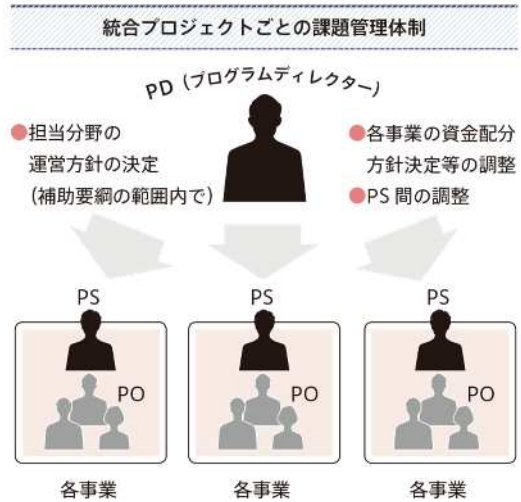 統合プロジェクトごとの課題管理体制
PD(プログラムディレクター)
●担当分野の
運営方針の決定
(補助要綱の範囲内で)
●各事業の資金配分
方針決定等の調整
●PS間の調整
PS
PO
各事業
PS
PO
各事業
PS
PO
各事業